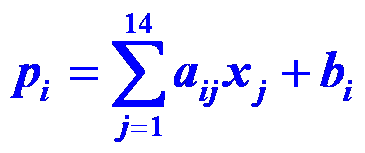 p_i = \sum_{j=1}^{14} a_{ij} x_j + b_i